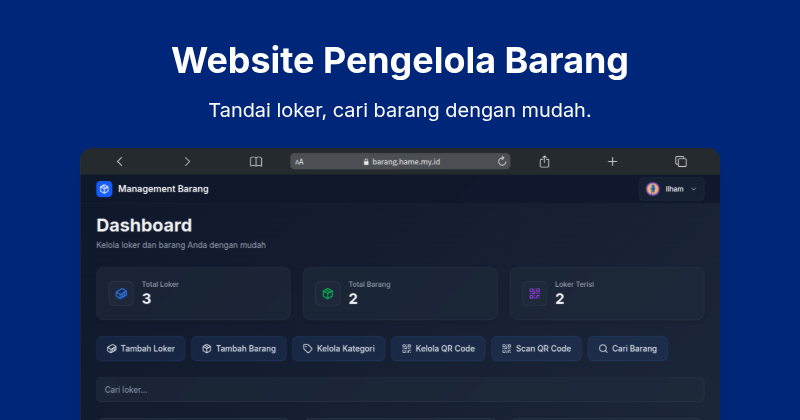 Website Pengelola Barang
Tandai loker, cari barang dengan mudah.
AA
barang.hame.my.id
Management Barang
Ilham
Dashboard
Kelola loker dan barang Anda dengan mudah
Total Loker
3
Total Barang
2
Loker Terisi
2
Tambah Loker
Tambah Barang
Kelola Kategori
Kelola QR Code
Scan QR Code
Cari Barang
Cari loker...